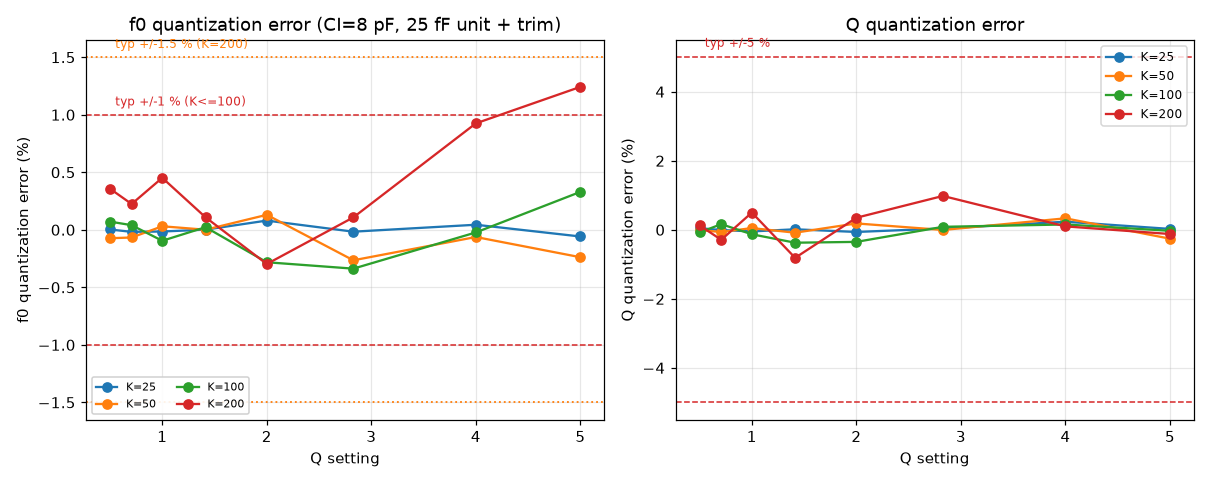 f0 quantization error (CI=8 pF, 25 fF unit + trim)
typ +/-1.5 % (K=200)
typ +/-1 % (K<=100)
f0 quantization error (%)
1.5
1.0
0.5
0.0
−0.5
−1.0
−1.5
K=25
K=50
K=100
K=200
1
2
3
4
5
Q setting
Q quantization error
typ +/-5 %
Q quantization error (%)
4
2
0
−2
−4
K=25
K=50
K=100
K=200
1
2
3
4
5
Q setting